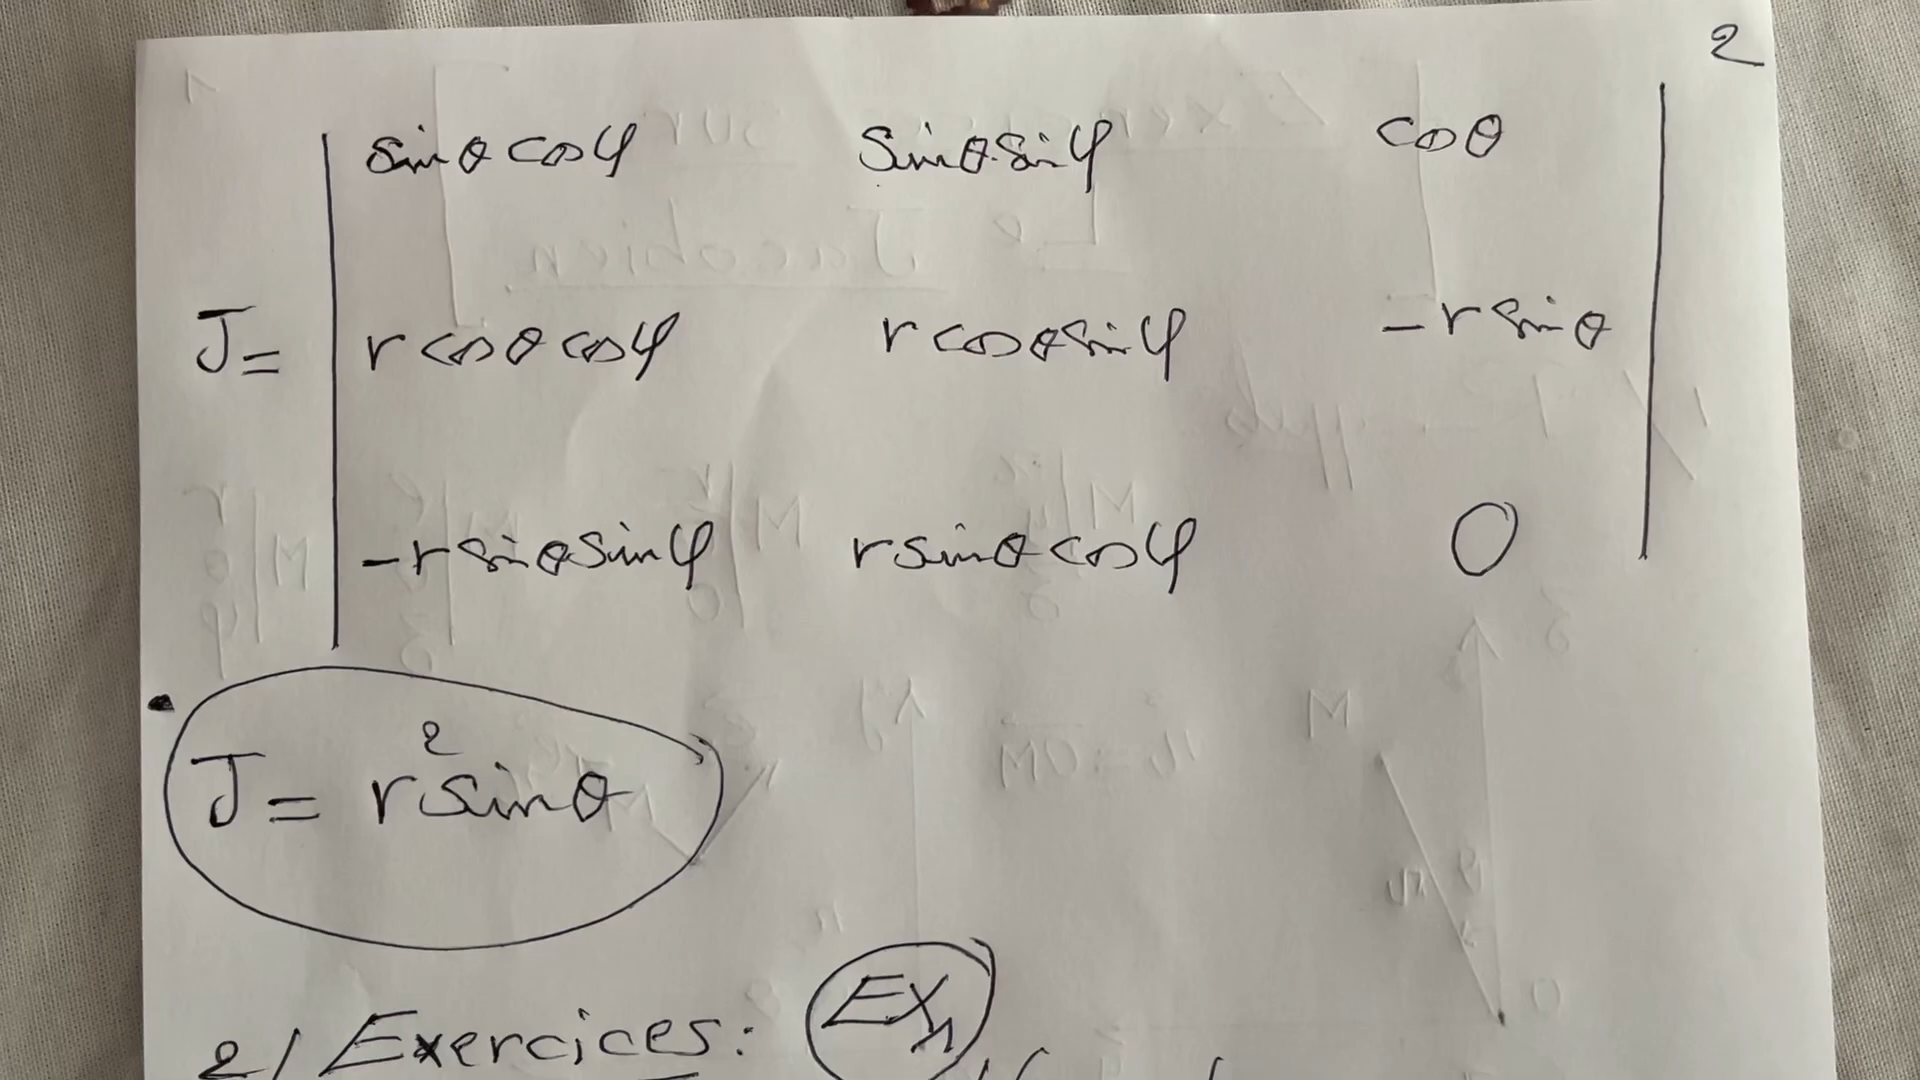 2
sinθ cosφ sinθ sinφ cosθ
J= r cosθ cosφ r cosθ sinφ -r sinθ
-r sinθ sinφ r sinθ cosφ 0
J = r² sinθ
2/ Exercices: EX1